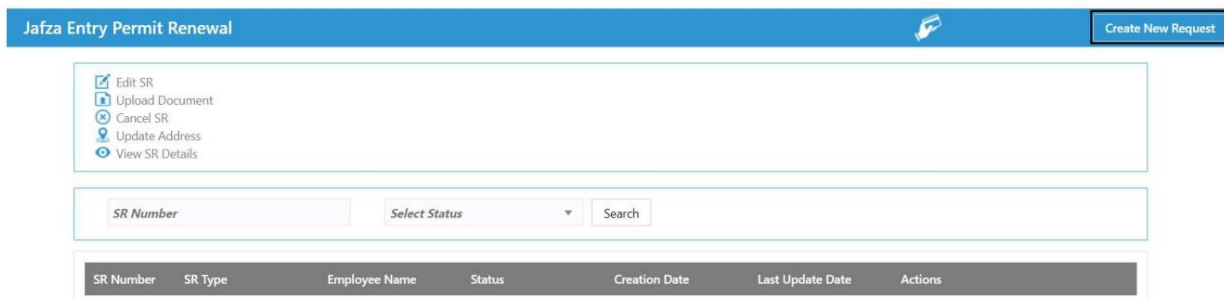 Jafza Entry Permit Renewal Create New Request
Edit SR
Upload Document
Cancel SR
Update Address
View SR Details
SR Number Select Status Search
SR Number SR Type Employee Name Status Creation Date Last Update Date Actions